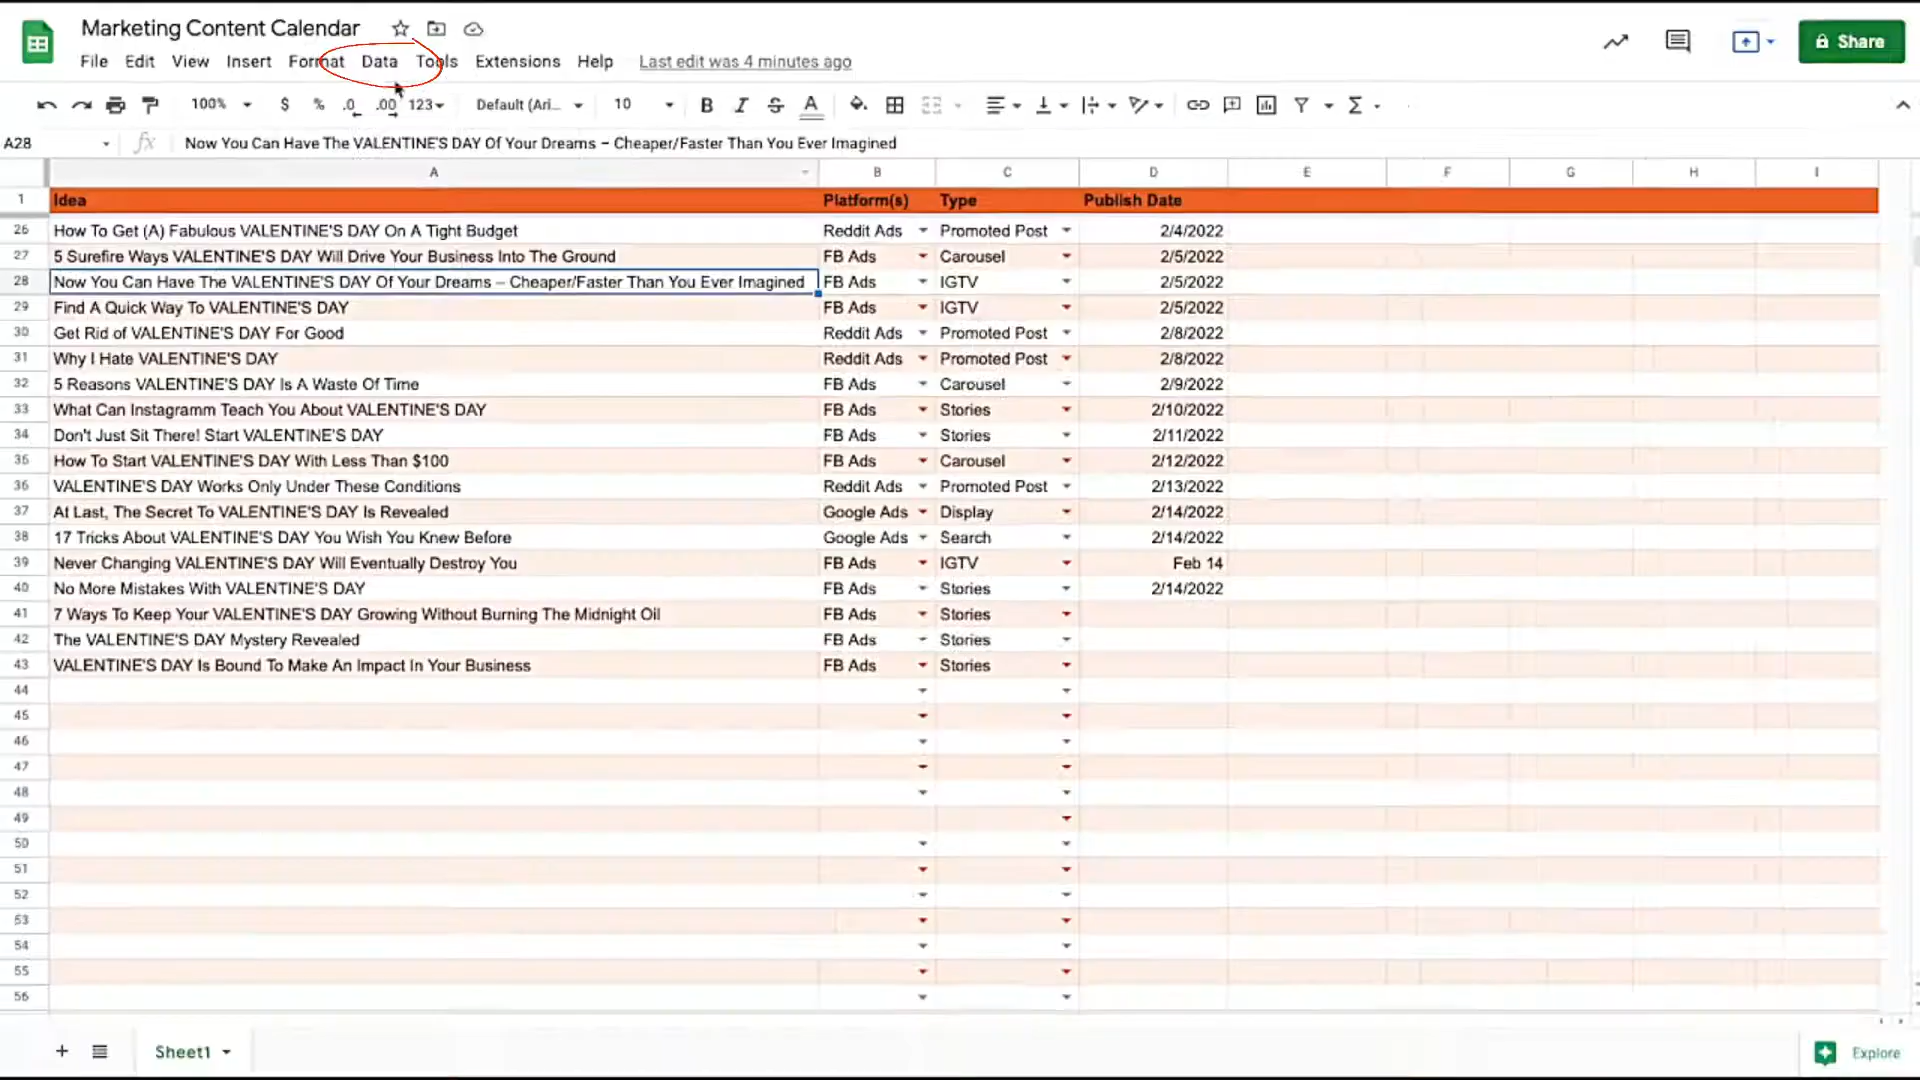 Marketing Content Calendar
File Edit View Insert Format Data Tools Extensions Help Last edit was 4 minutes ago
Share
100% $ % .0 .00 123 Default (Ari... 10 B I S A Σ
A28 fx Now You Can Have The VALENTINE'S DAY Of Your Dreams – Cheaper/Faster Than You Ever Imagined
A B C D E F G H I
1 Idea Platform(s) Type Publish Date
26 How To Get (A) Fabulous VALENTINE'S DAY On A Tight Budget Reddit Ads Promoted Post 2/4/2022
27 5 Surefire Ways VALENTINE'S DAY Will Drive Your Business Into The Ground FB Ads Carousel 2/5/2022
28 Now You Can Have The VALENTINE'S DAY Of Your Dreams – Cheaper/Faster Than You Ever Imagined FB Ads IGTV 2/5/2022
29 Find A Quick Way To VALENTINE'S DAY FB Ads IGTV 2/5/2022
30 Get Rid of VALENTINE'S DAY For Good Reddit Ads Promoted Post 2/8/2022
31 Why I Hate VALENTINE'S DAY Reddit Ads Promoted Post 2/8/2022
32 5 Reasons VALENTINE'S DAY Is A Waste Of Time FB Ads Carousel 2/9/2022
33 What Can Instagramm Teach You About VALENTINE'S DAY FB Ads Stories 2/10/2022
34 Don't Just Sit There! Start VALENTINE'S DAY FB Ads Stories 2/11/2022
35 How To Start VALENTINE'S DAY With Less Than $100 FB Ads Carousel 2/12/2022
36 VALENTINE'S DAY Works Only Under These Conditions Reddit Ads Promoted Post 2/13/2022
37 At Last, The Secret To VALENTINE'S DAY Is Revealed Google Ads Display 2/14/2022
38 17 Tricks About VALENTINE'S DAY You Wish You Knew Before Google Ads Search 2/14/2022
39 Never Changing VALENTINE'S DAY Will Eventually Destroy You FB Ads IGTV Feb 14
40 No More Mistakes With VALENTINE'S DAY FB Ads Stories 2/14/2022
41 7 Ways To Keep Your VALENTINE'S DAY Growing Without Burning The Midnight Oil FB Ads Stories
42 The VALENTINE'S DAY Mystery Revealed FB Ads Stories
43 VALENTINE'S DAY Is Bound To Make An Impact In Your Business FB Ads Stories
44
45
46
47
48
49
50
51
52
53
54
55
56
Sheet1
Explore